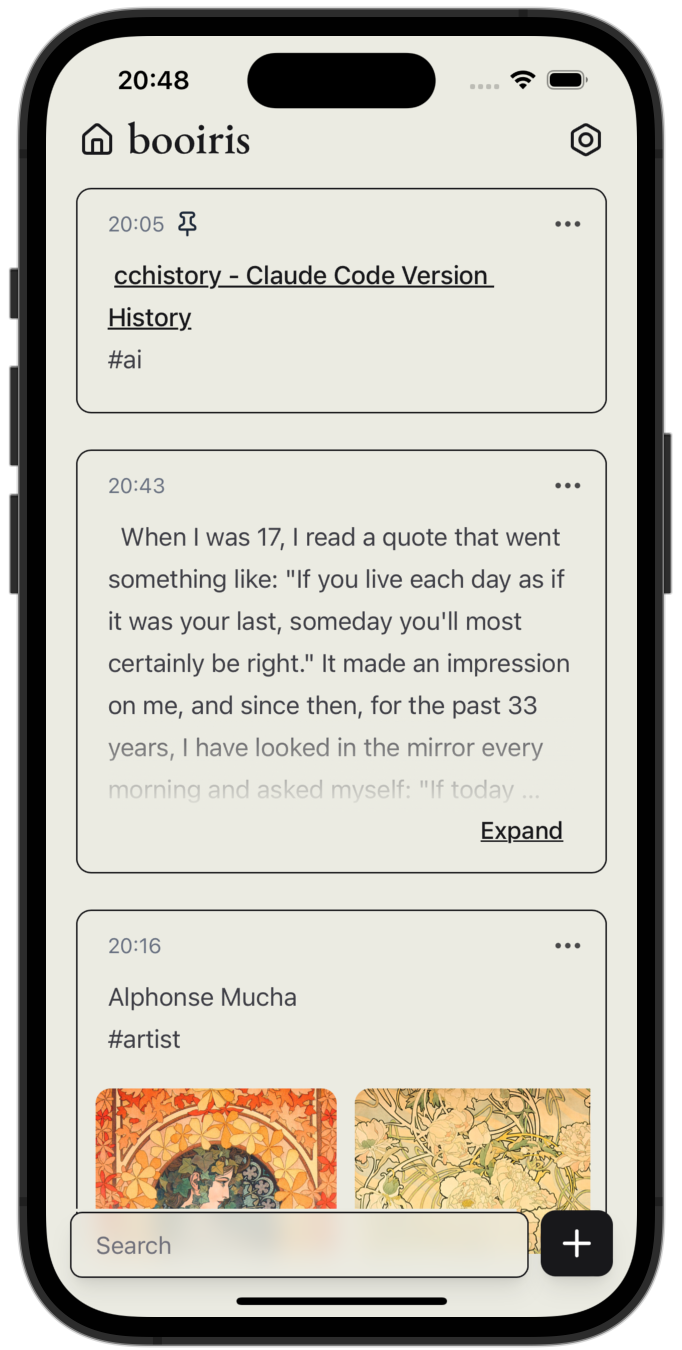 20:48
booiris
20:05
cchistory - Claude Code Version
History
#ai
20:43
When I was 17, I read a quote that went
something like: "If you live each day as if
it was your last, someday you'll most
certainly be right." It made an impression
on me, and since then, for the past 33
years, I have looked in the mirror every
morning and asked myself: "If today ...
Expand
20:16
Alphonse Mucha
#artist
Search